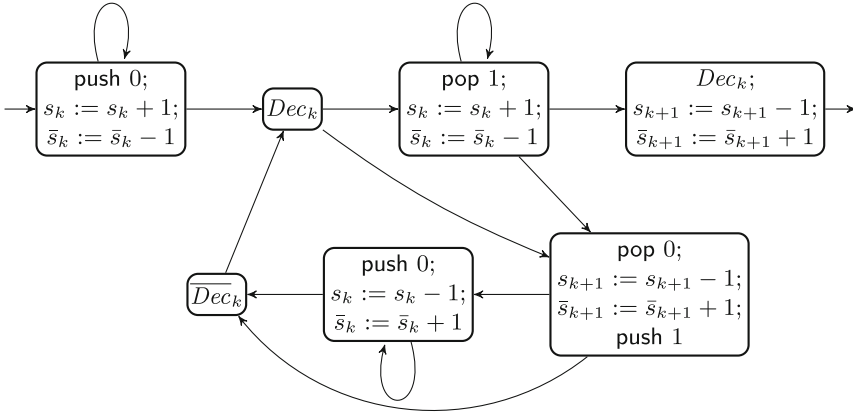 push 0;
s_k := s_k + 1;
s̄_k := s̄_k − 1
Dec_k
pop 1;
s_k := s_k + 1;
s̄_k := s̄_k − 1
Dec_k;
s_{k+1} := s_{k+1} − 1;
s̄_{k+1} := s̄_{k+1} + 1
\overline{Dec}_k
push 0;
s_k := s_k − 1;
s̄_k := s̄_k + 1
pop 0;
s_{k+1} := s_{k+1} − 1;
s̄_{k+1} := s̄_{k+1} + 1;
push 1